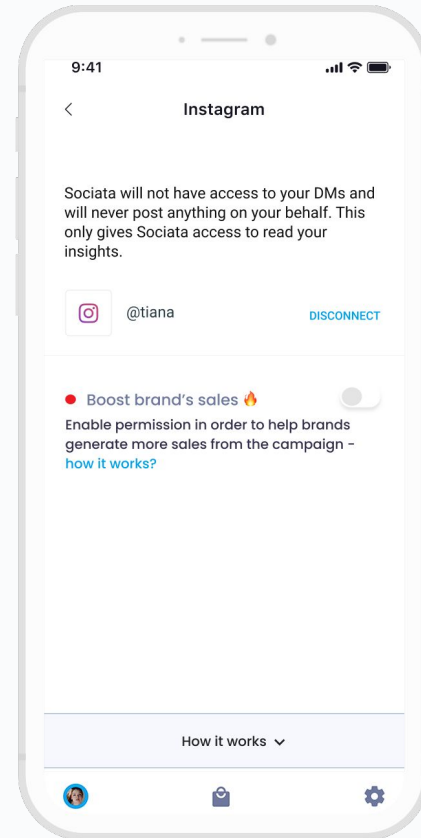 9:41
Instagram
Sociata will not have access to your DMs and
will never post anything on your behalf. This
only gives Sociata access to read your
insights.
@tiana
DISCONNECT
Boost brand's sales 🔥
Enable permission in order to help brands
generate more sales from the campaign -
how it works?
How it works